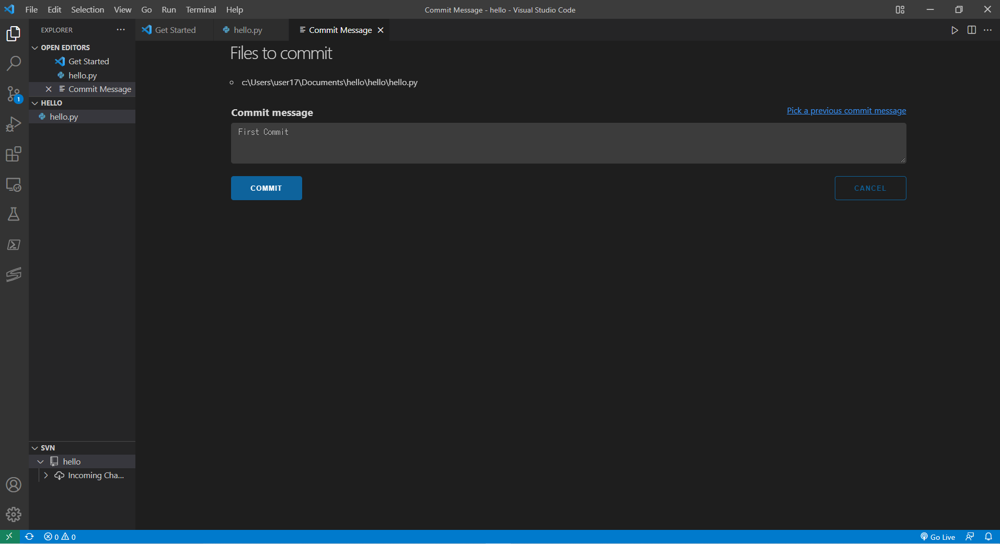 File Edit Selection View Go Run Terminal Help
Commit Message - hello - Visual Studio Code
EXPLORER
Get Started
hello.py
Commit Message
OPEN EDITORS
Get Started
hello.py
Commit Message
HELLO
hello.py
1
Files to commit
c:\Users\user17\Documents\hello\hello\hello.py
Commit message
Pick a previous commit message
First Commit
COMMIT
CANCEL
SVN
hello
Incoming Cha...
0 0
Go Live